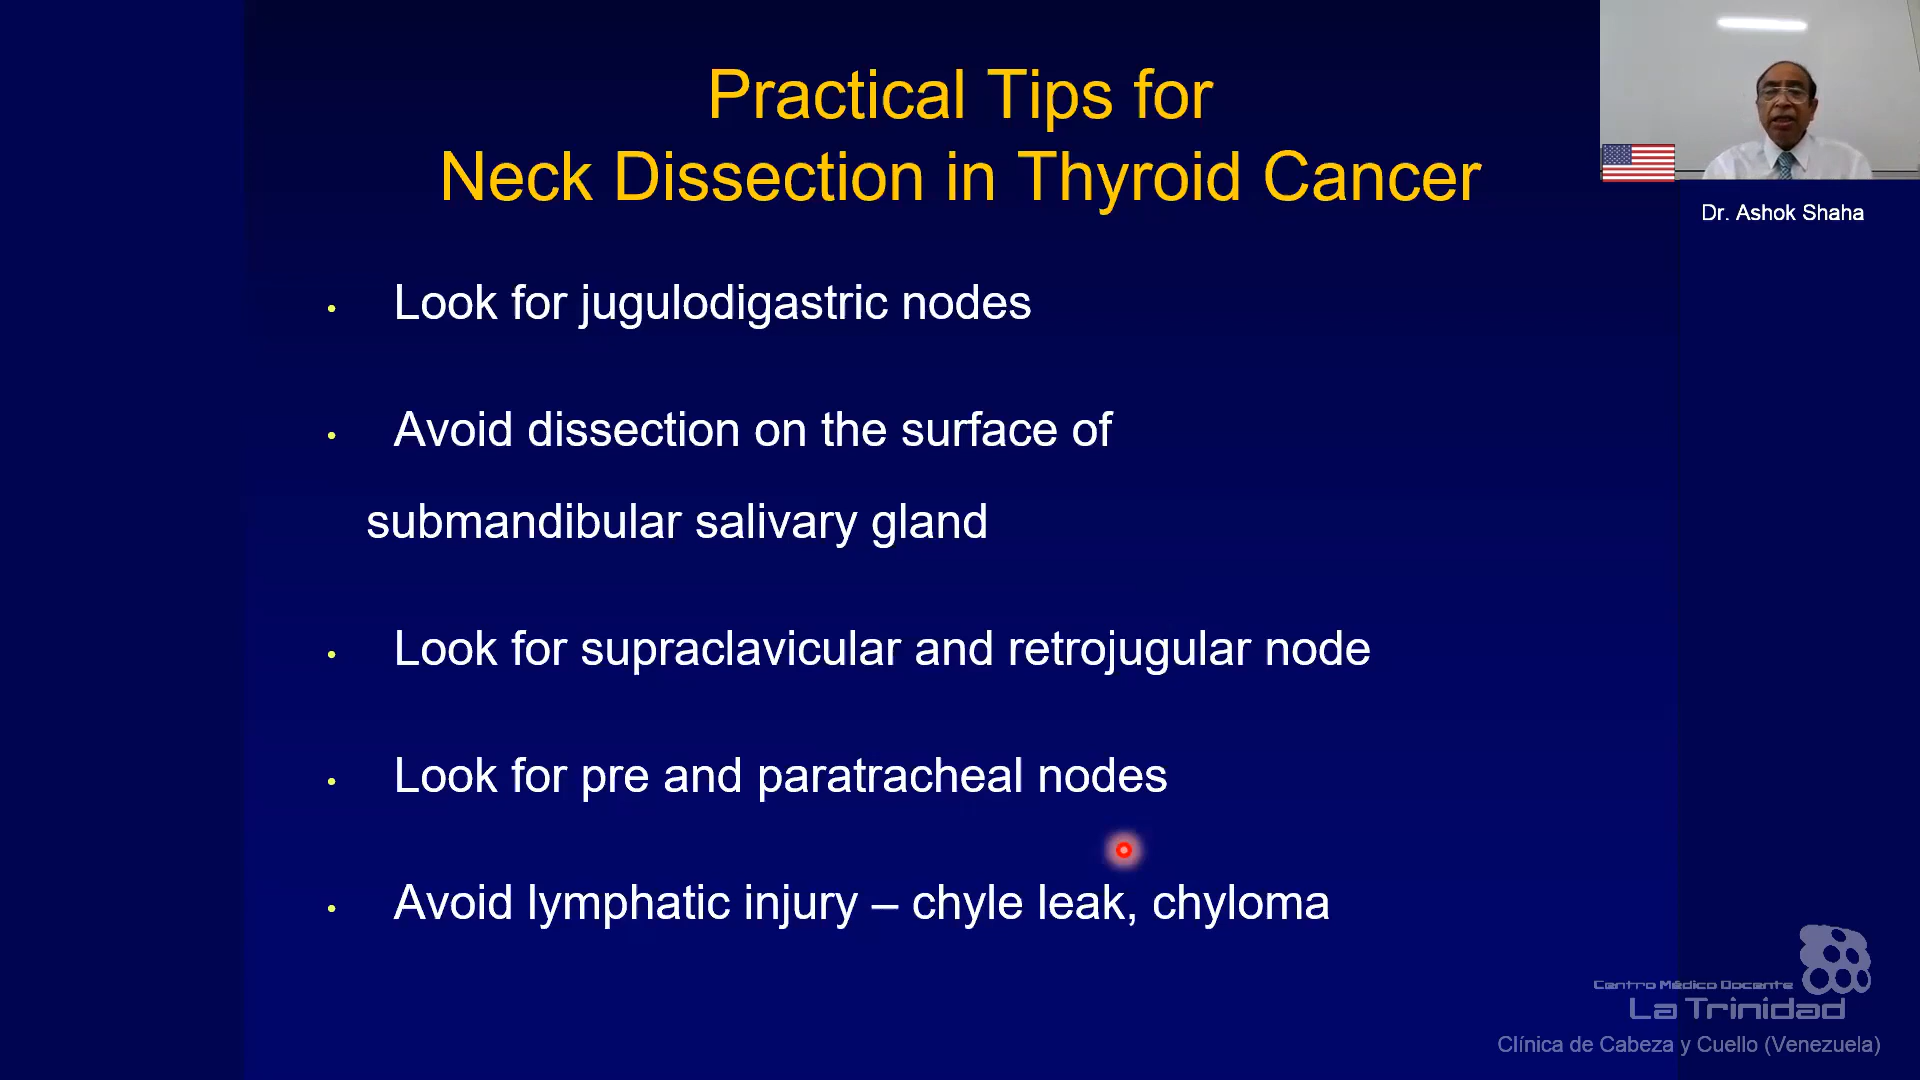 Practical Tips for
Neck Dissection in Thyroid Cancer
Dr. Ashok Shaha
• Look for jugulodigastric nodes
• Avoid dissection on the surface of
submandibular salivary gland
• Look for supraclavicular and retrojugular node
• Look for pre and paratracheal nodes
• Avoid lymphatic injury – chyle leak, chyloma
Centro Médico Docente
La Trinidad
Clínica de Cabeza y Cuello (Venezuela)